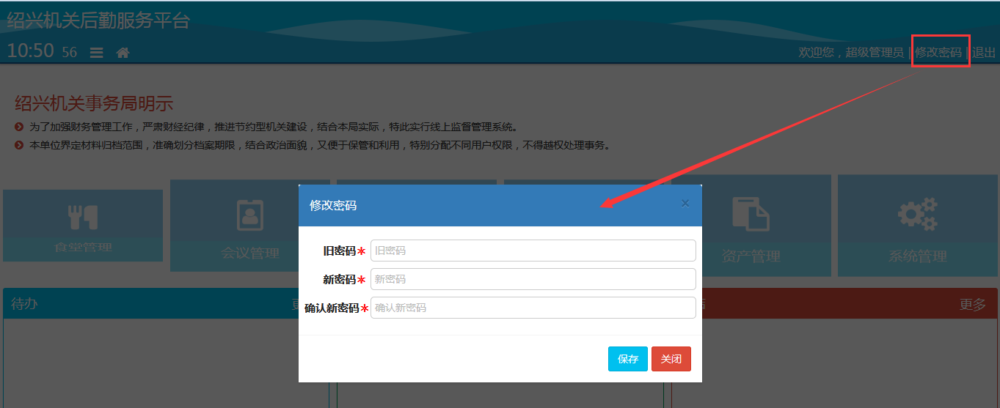 绍兴机关后勤服务平台
10:50 56
欢迎您，超级管理员 | 修改密码 | 退出
绍兴机关事务局明示
为了加强财务管理工作，严肃财经纪律，推进节约型机关建设，结合本局实际，特此实行线上监督管理系统。
本单位界定材料归档范围，准确划分档案期限，结合政治面貌，又便于保管和利用，特别分配不同用户权限，不得越权处理事务。
食堂管理
会议管理
资产管理
系统管理
修改密码 ×
旧密码* 旧密码
新密码* 新密码
确认新密码* 确认新密码
保存 关闭
待办
更多